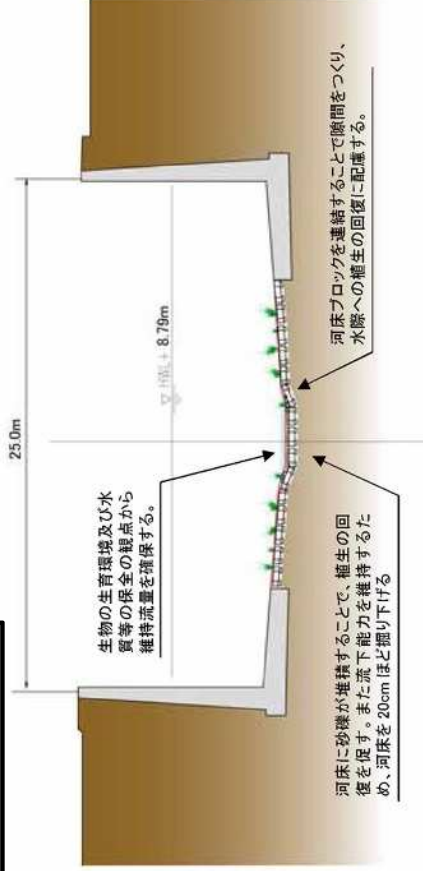 25.0m
H.W.L+ 8.79m
生物の生育環境及び水
質等の保全の観点から
維持流量を確保する。
河床ブロックを連結することで隙間をつくり、
水際への植生の回復に配慮する。
河床に砂礫が堆積することで、植生の回
復を促す。また流下能力を維持するた
め、河床を 20cm ほど掘り下げる